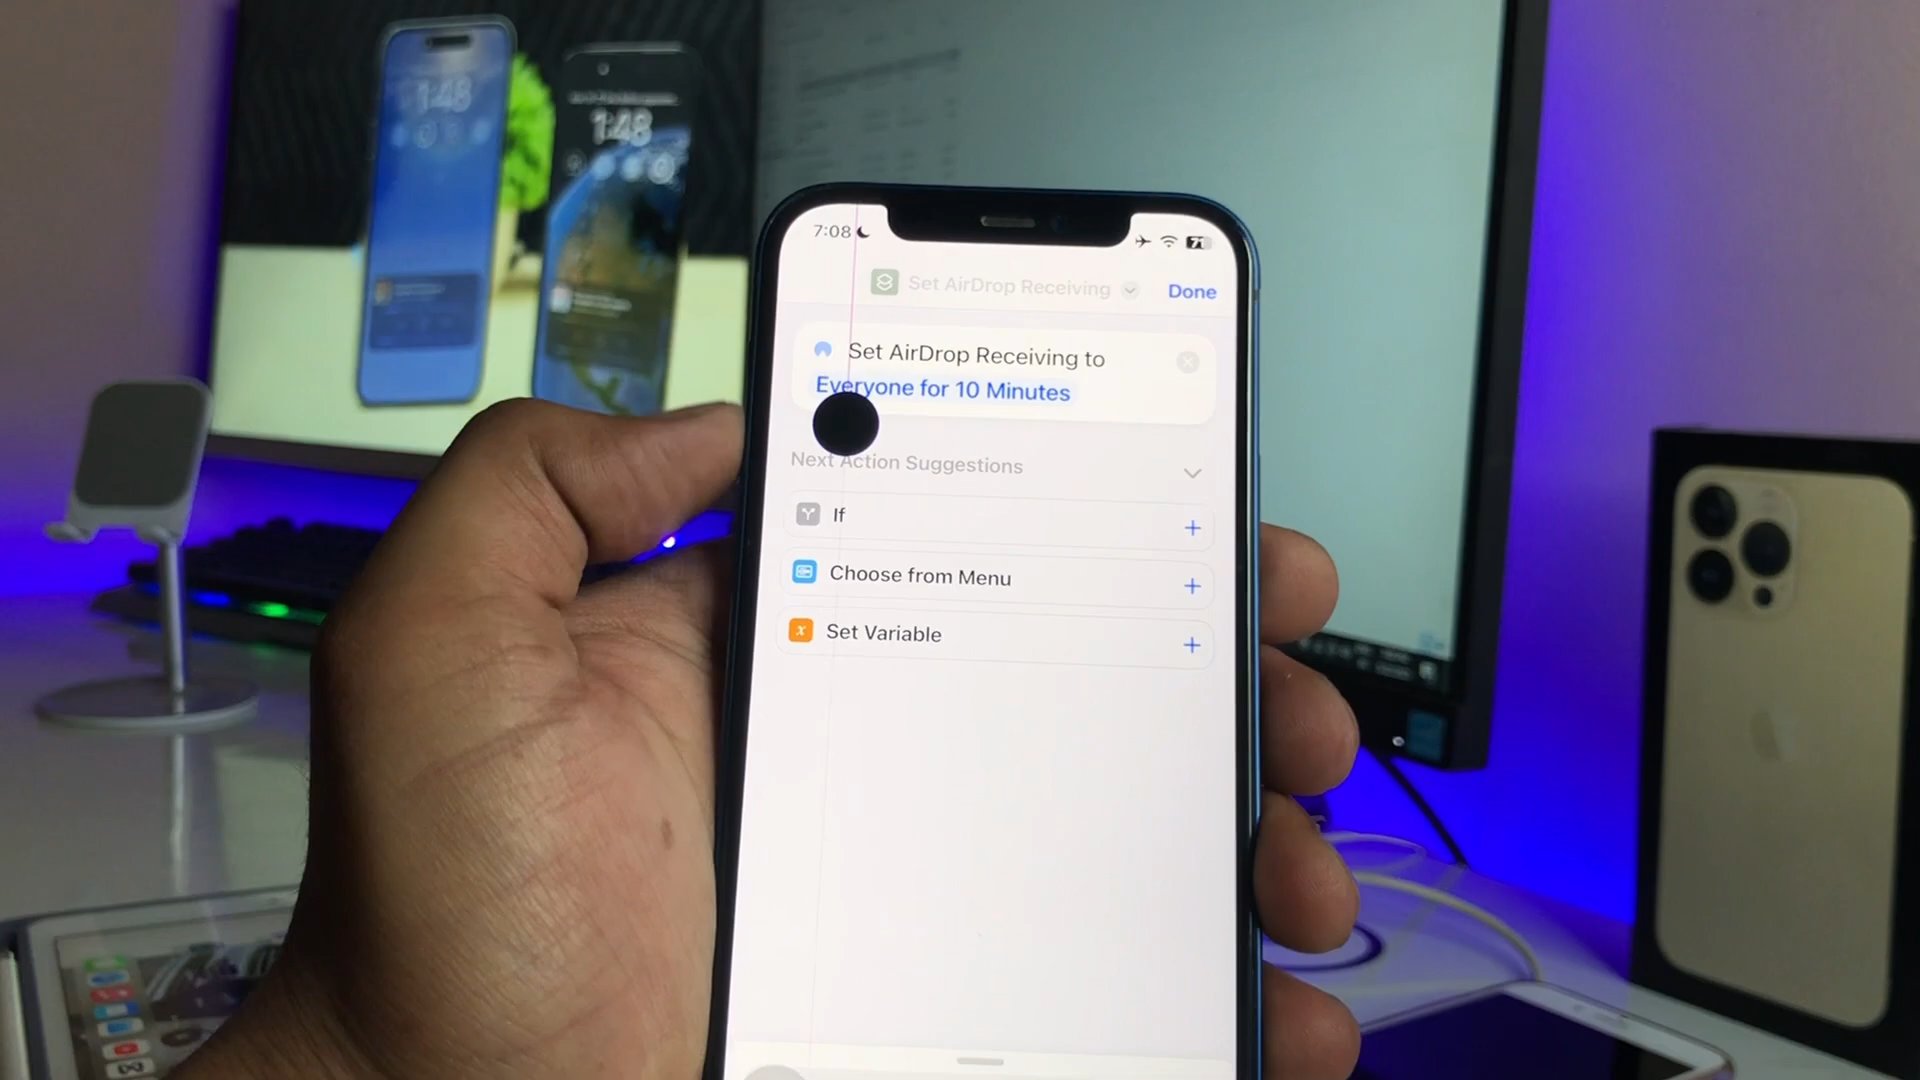 1:48
1:48
7:08
71
Set AirDrop Receiving
Done
Set AirDrop Receiving to
Everyone for 10 Minutes
Next Action Suggestions
If
Choose from Menu
x Set Variable